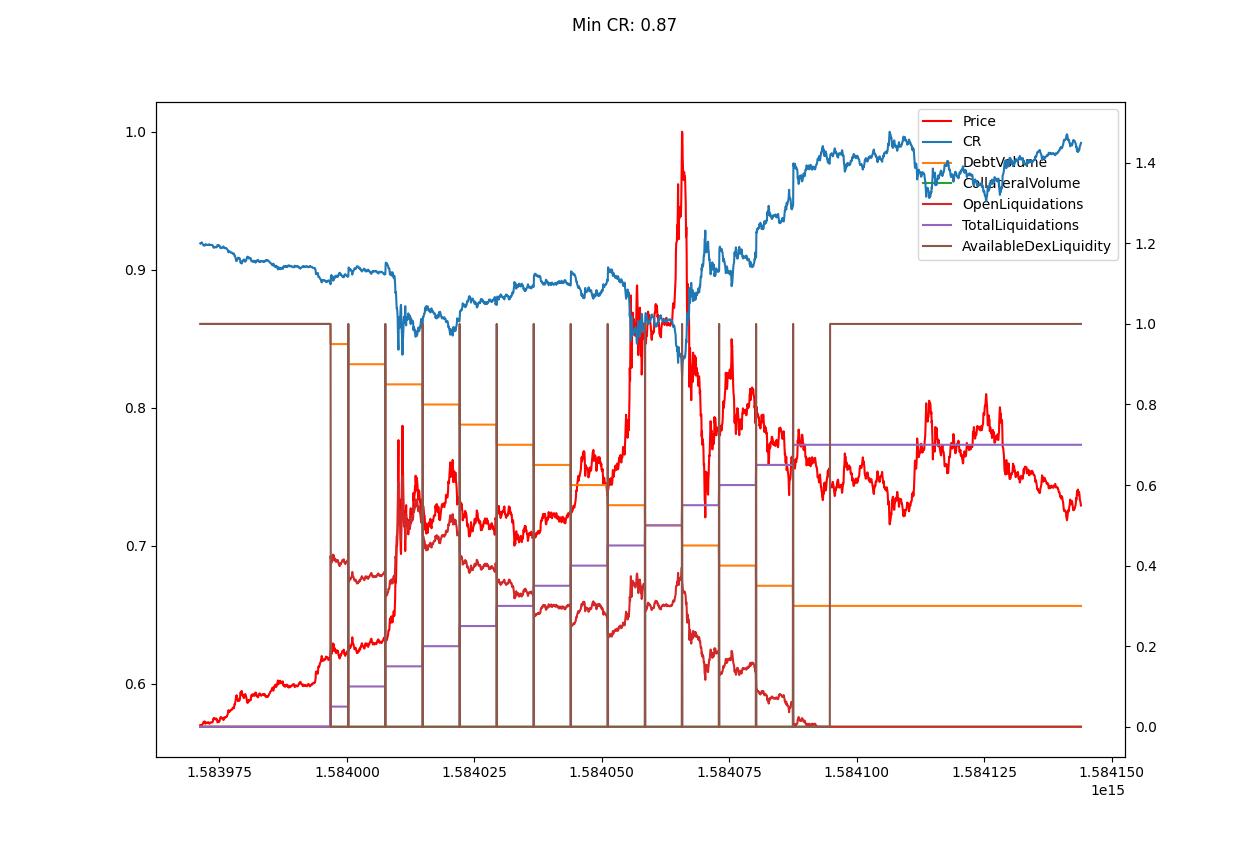 Min CR: 0.87
1.0
0.9
0.8
0.7
0.6
1.4
1.2
1.0
0.8
0.6
0.4
0.2
0.0
Price
CR
DebtVolume
CollateralVolume
OpenLiquidations
TotalLiquidations
AvailableDexLiquidity
1.583975 1.584000 1.584025 1.584050 1.584075 1.584100 1.584125 1.584150
1e15